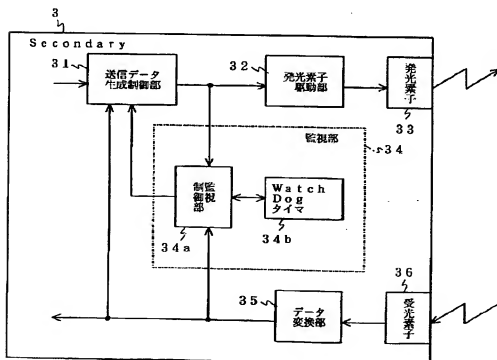 3
Secondary
31
送信データ
生成制御部
32
発光素子
駆動部
発光素子
33
監視部
34
監視
制御部
34a
Watch
Dog
タイマ
34b
35
データ
変換部
36
受光素子